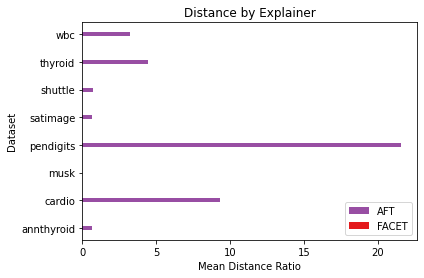 Distance by Explainer
Dataset
wbc
thyroid
shuttle
satimage
pendigits
musk
cardio
annthyroid
AFT
FACET
0 5 10 15 20
Mean Distance Ratio